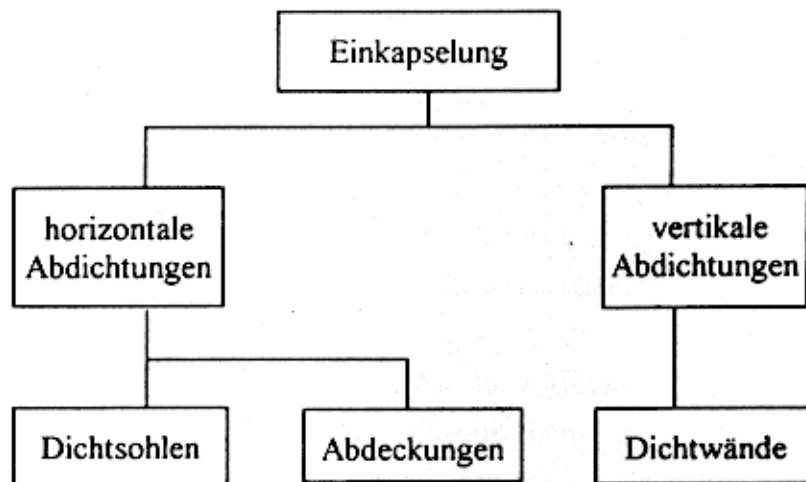 Einkapselung
horizontale
Abdichtungen
vertikale
Abdichtungen
Dichtsohlen
Abdeckungen
Dichtwände